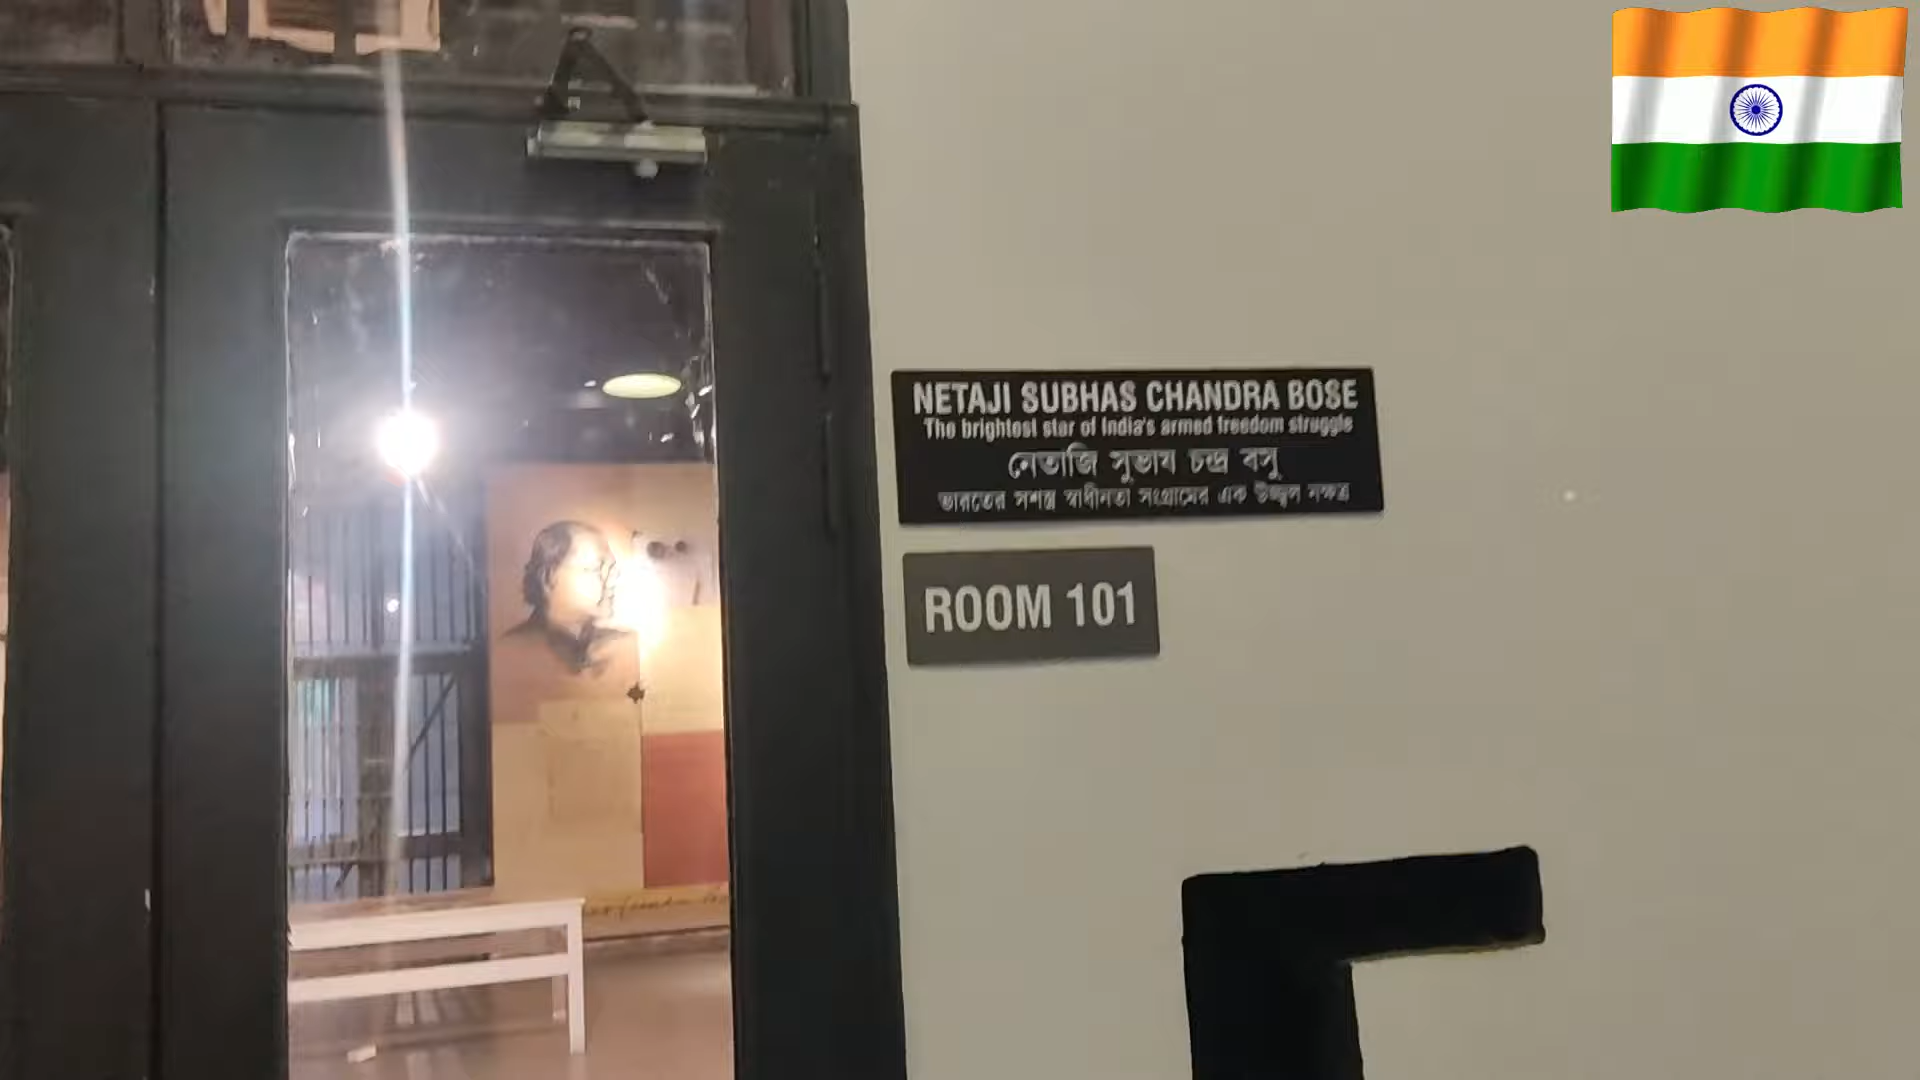 NETAJI SUBHAS CHANDRA BOSE
The brightest star of India's armed freedom struggle
নেতাজি সুভাষ চন্দ্র বসু
ভারতের সশস্ত্র স্বাধীনতা সংগ্রামের এক উজ্জ্বল নক্ষত্র
ROOM 101